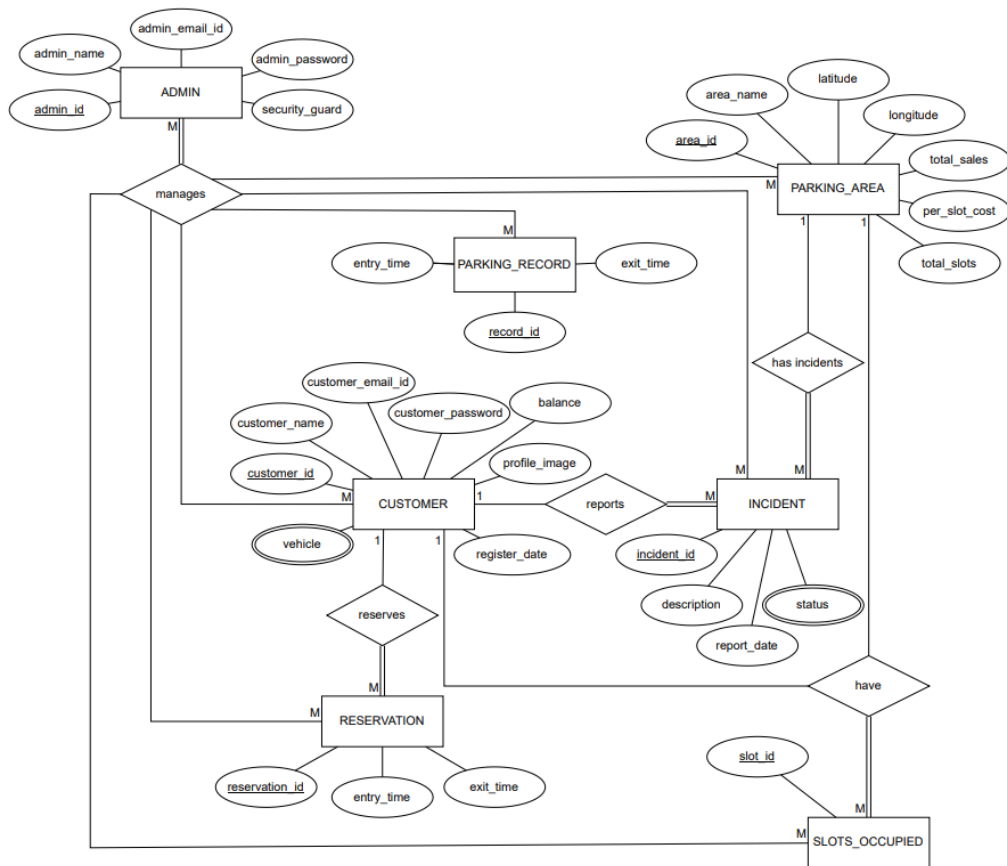 admin_email_id
admin_name
admin_password
ADMIN
admin_id
security_guard
M
latitude
area_name
longitude
area_id
total_sales
M
PARKING_AREA
per_slot_cost
1
1
total_slots
manages
M
entry_time
PARKING_RECORD
exit_time
record_id
has incidents
customer_email_id
customer_password
balance
customer_name
profile_image
customer_id
M
CUSTOMER
1
reports
M
M
M
INCIDENT
vehicle
1
1
register_date
incident_id
description
status
report_date
reserves
M
M
RESERVATION
reservation_id
entry_time
exit_time
have
slot_id
M
M
SLOTS_OCCUPIED